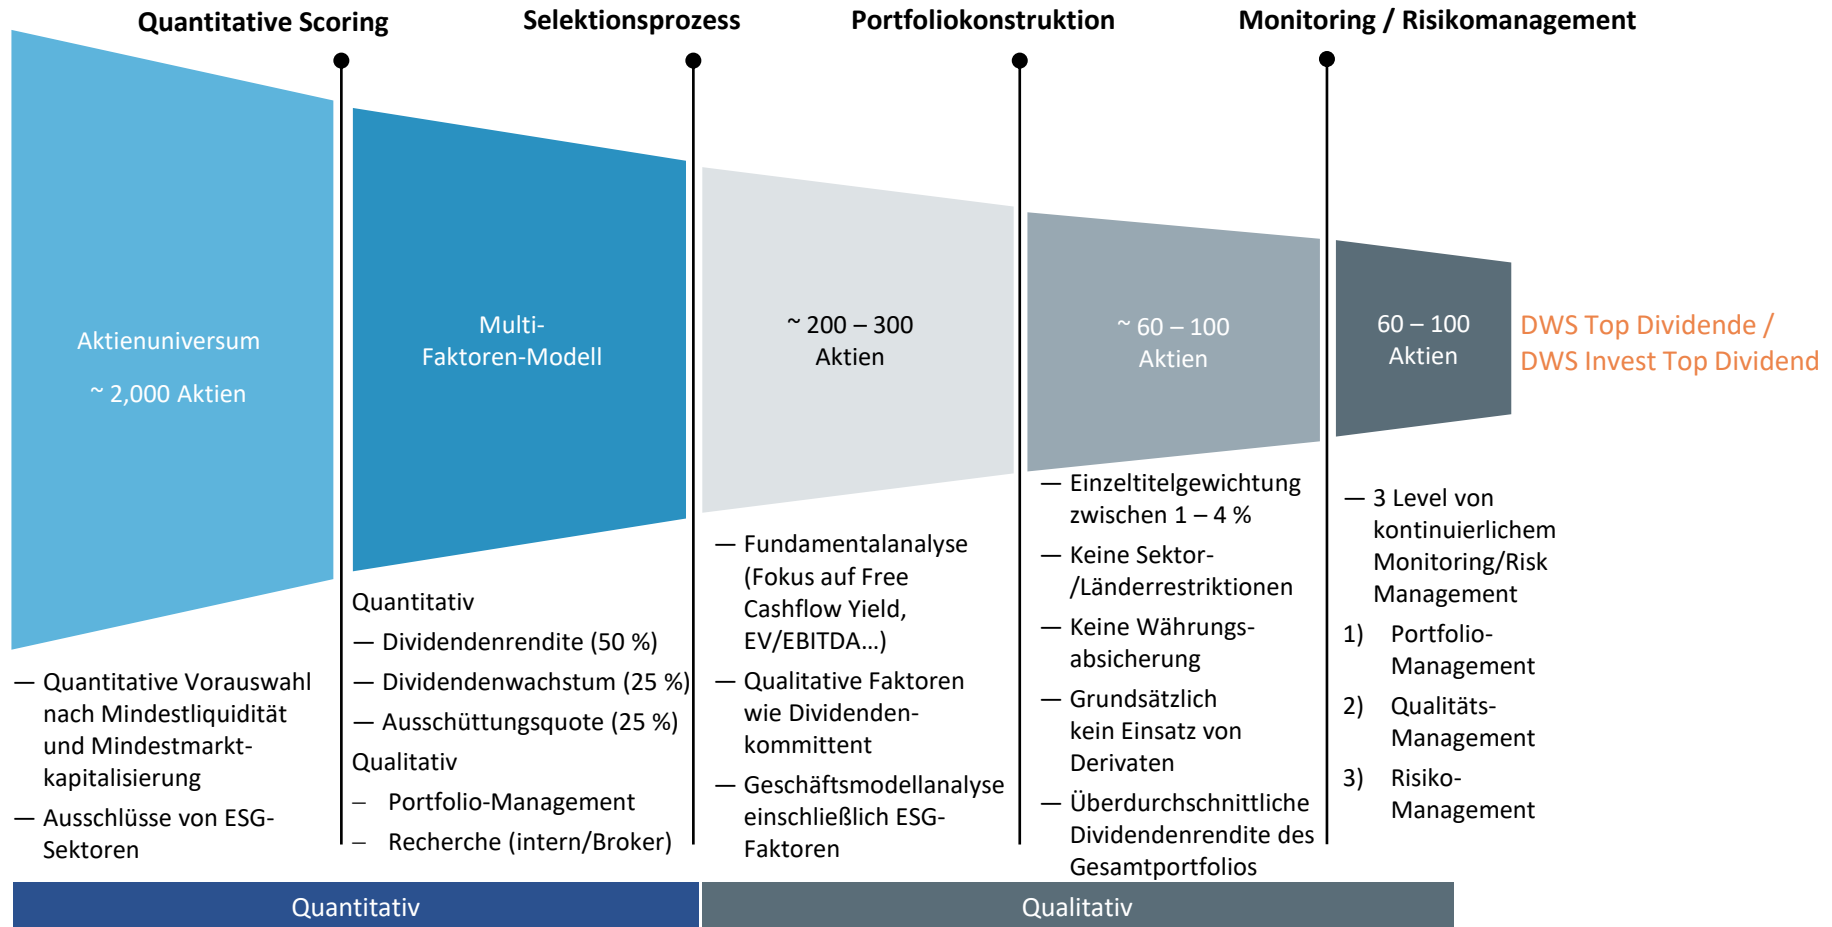 Quantitative Scoring
Selektionsprozess
Portfoliokonstruktion
Monitoring / Risikomanagement
Aktienuniversum
~ 2,000 Aktien
Multi-
Faktoren-Modell
~ 200 – 300
Aktien
~ 60 – 100
Aktien
60 – 100
Aktien
DWS Top Dividende /
DWS Invest Top Dividend
— Quantitative Vorauswahl
nach Mindestliquidität
und Mindestmarkt-
kapitalisierung
— Ausschlüsse von ESG-
Sektoren
Quantitativ
— Dividendenrendite (50 %)
— Dividendenwachstum (25 %)
— Ausschüttungsquote (25 %)
Qualitativ
– Portfolio-Management
– Recherche (intern/Broker)
— Fundamentalanalyse
(Fokus auf Free
Cashflow Yield,
EV/EBITDA...)
— Qualitative Faktoren
wie Dividenden-
kommittent
— Geschäftsmodellanalyse
einschließlich ESG-
Faktoren
— Einzeltitelgewichtung
zwischen 1 – 4 %
— Keine Sektor-
/Länderrestriktionen
— Keine Währungs-
absicherung
— Grundsätzlich
kein Einsatz von
Derivaten
— Überdurchschnittliche
Dividendenrendite des
Gesamtportfolios
— 3 Level von
kontinuierlichem
Monitoring/Risk
Management
1) Portfolio-
Management
2) Qualitäts-
Management
3) Risiko-
Management
Quantitativ
Qualitativ